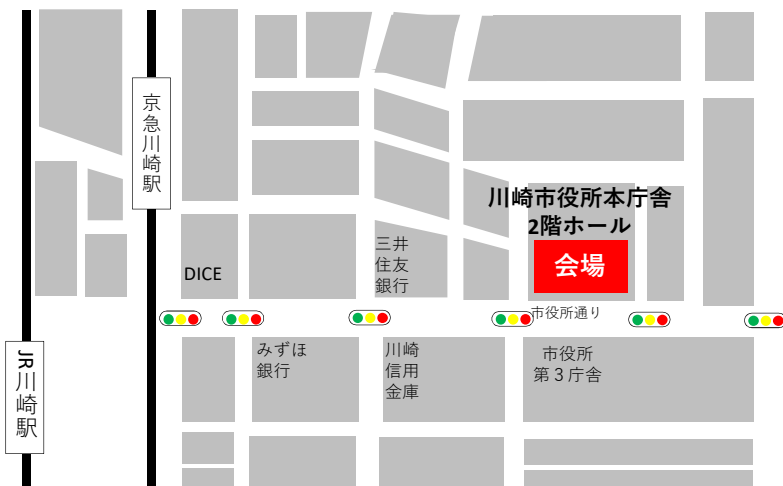 京急川崎駅
川崎市役所本庁舎
2階ホール
会場
三井
住友
銀行
DICE
市役所通り
JR川崎駅
みずほ
銀行
川崎
信用
金庫
市役所
第３庁舎